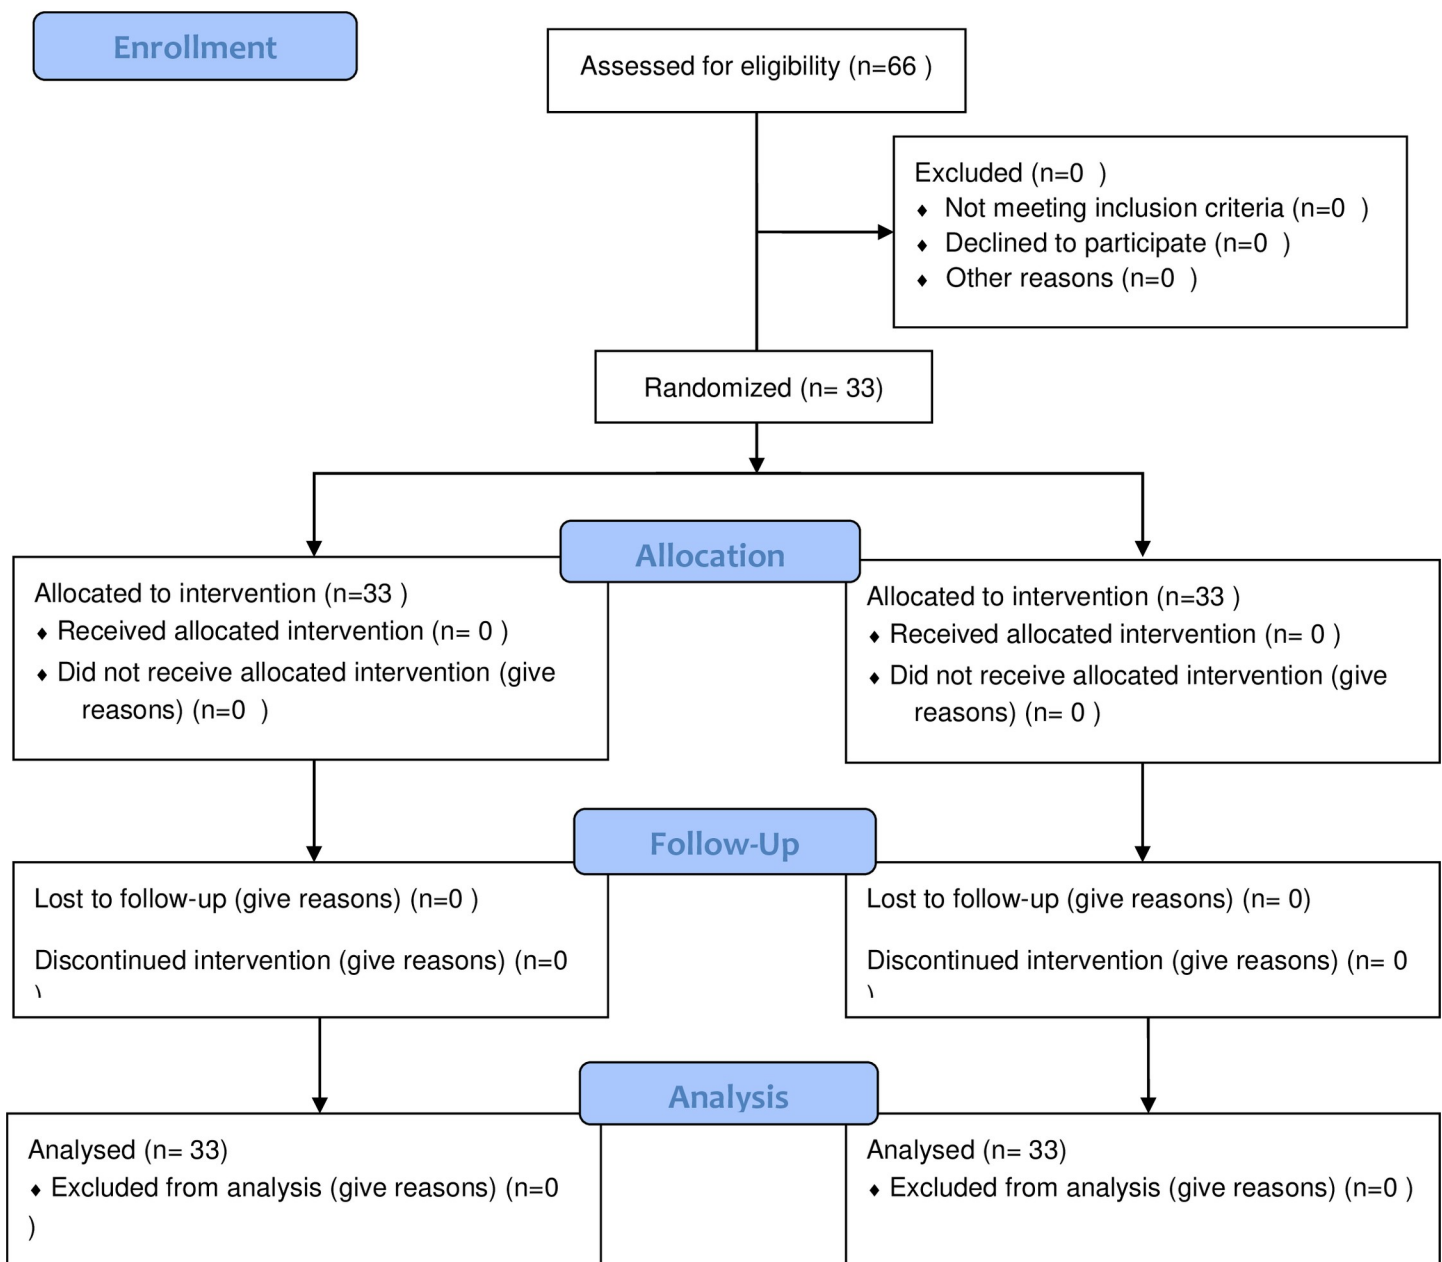 Enrollment
Assessed for eligibility (n=66 )
Excluded (n=0  )
♦ Not meeting inclusion criteria (n=0  )
♦ Declined to participate (n=0  )
♦ Other reasons (n=0  )
Randomized (n= 33)
Allocation
Allocated to intervention (n=33 )
♦ Received allocated intervention (n= 0 )
♦ Did not receive allocated intervention (give
reasons) (n=0  )
Allocated to intervention (n=33 )
♦ Received allocated intervention (n= 0 )
♦ Did not receive allocated intervention (give
reasons) (n= 0 )
Follow-Up
Lost to follow-up (give reasons) (n=0 )
Discontinued intervention (give reasons) (n=0
)
Lost to follow-up (give reasons) (n= 0)
Discontinued intervention (give reasons) (n= 0
)
Analysis
Analysed (n= 33)
♦ Excluded from analysis (give reasons) (n=0
)
Analysed (n= 33)
♦ Excluded from analysis (give reasons) (n=0 )